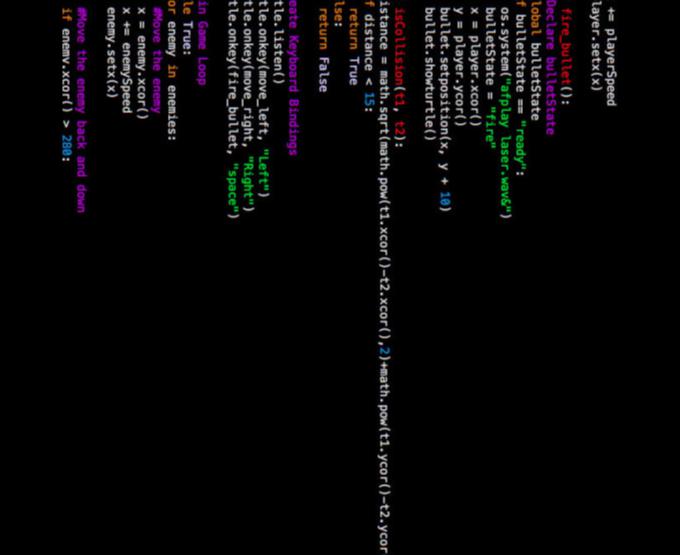 += playerSpeed
layer.setx(x)
fire_bullet():
Declare bulletState
lobal bulletState
f bulletState == "ready":
os.system("afplay laser.wav&")
bulletState = "fire"
x = player.xcor()
y = player.ycor()
bullet.setposition(x, y + 10)
bullet.showturtle()
isCollision(t1, t2):
istance = math.sqrt(math.pow(t1.xcor()-t2.xcor(),2)+math.pow(t1.ycor()-t2.ycor
f distance < 15:
return True
lse:
return False
eate Keyboard Bindings
tle.listen()
tle.onkey(move_left, "Left")
tle.onkey(move_right, "Right")
tle.onkey(fire_bullet, "space")
in Game Loop
le True:
or enemy in enemies:
#Move the enemy
x = enemy.xcor()
x += enemySpeed
enemy.setx(x)
#Move the enemy back and down
if enemy.xcor() > 280: